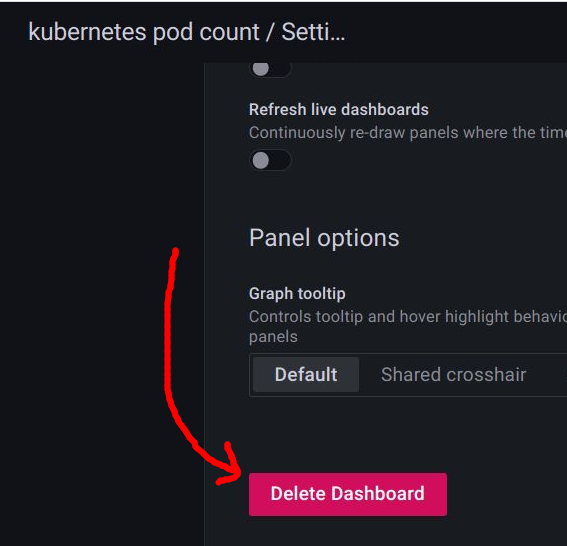 kubernetes pod count / Setti...
Refresh live dashboards
Continuously re-draw panels where the time
Panel options
Graph tooltip
Controls tooltip and hover highlight behavio
panels
Default Shared crosshair
Delete Dashboard